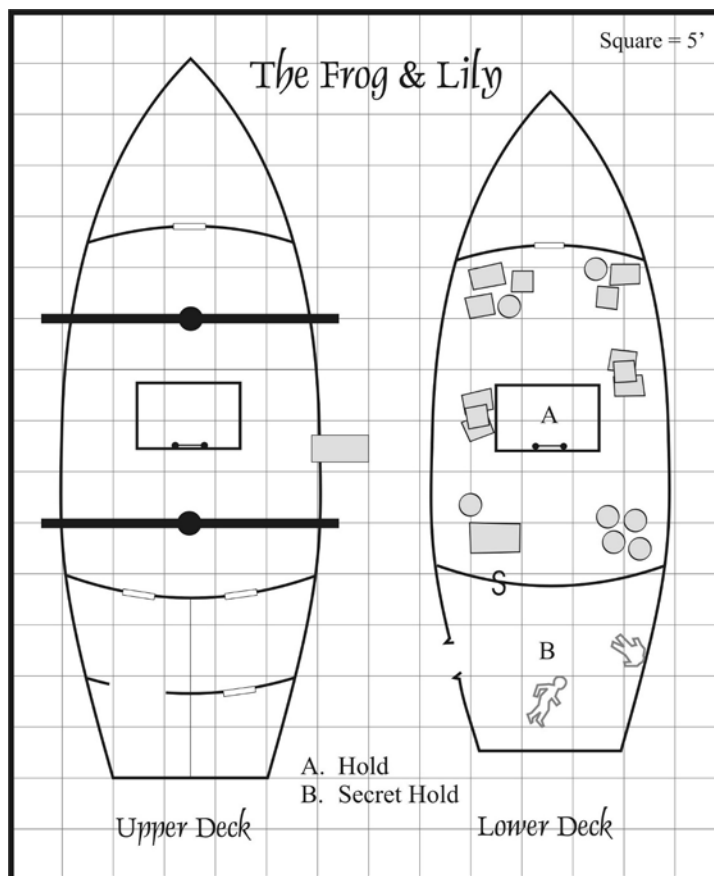 Square = 5’
The Frog & Lily
A
S
B
A. Hold
B. Secret Hold
Upper Deck
Lower Deck